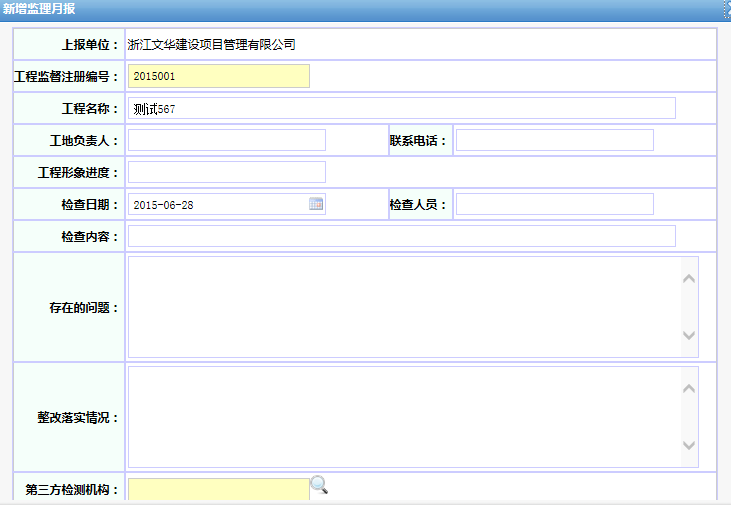 新增监理月报
上报单位： 浙江文华建设项目管理有限公司
工程监督注册编号： 2015001
工程名称： 测试567
工地负责人： 联系电话：
工程形象进度：
检查日期： 2015-06-28 检查人员：
检查内容：
存在的问题：
整改落实情况：
第三方检测机构：